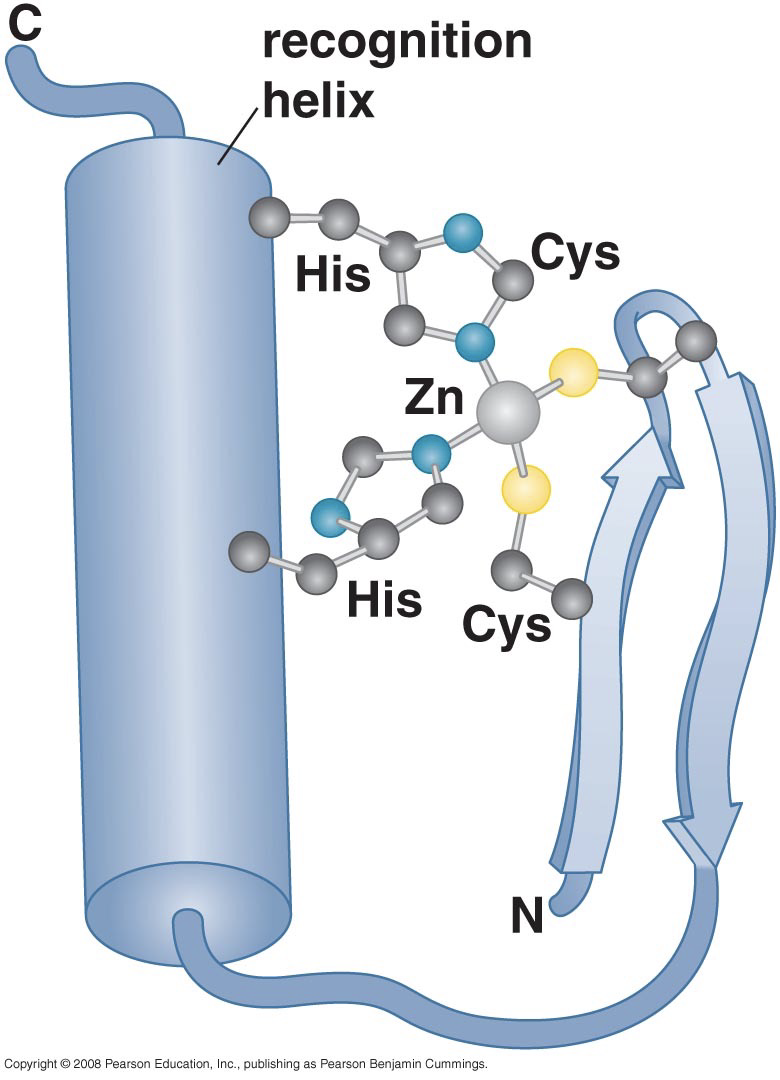 C
recognition
helix
Cys
His
Zn
His
Cys
N
Copyright © 2008 Pearson Education, Inc., publishing as Pearson Benjamin Cummings.